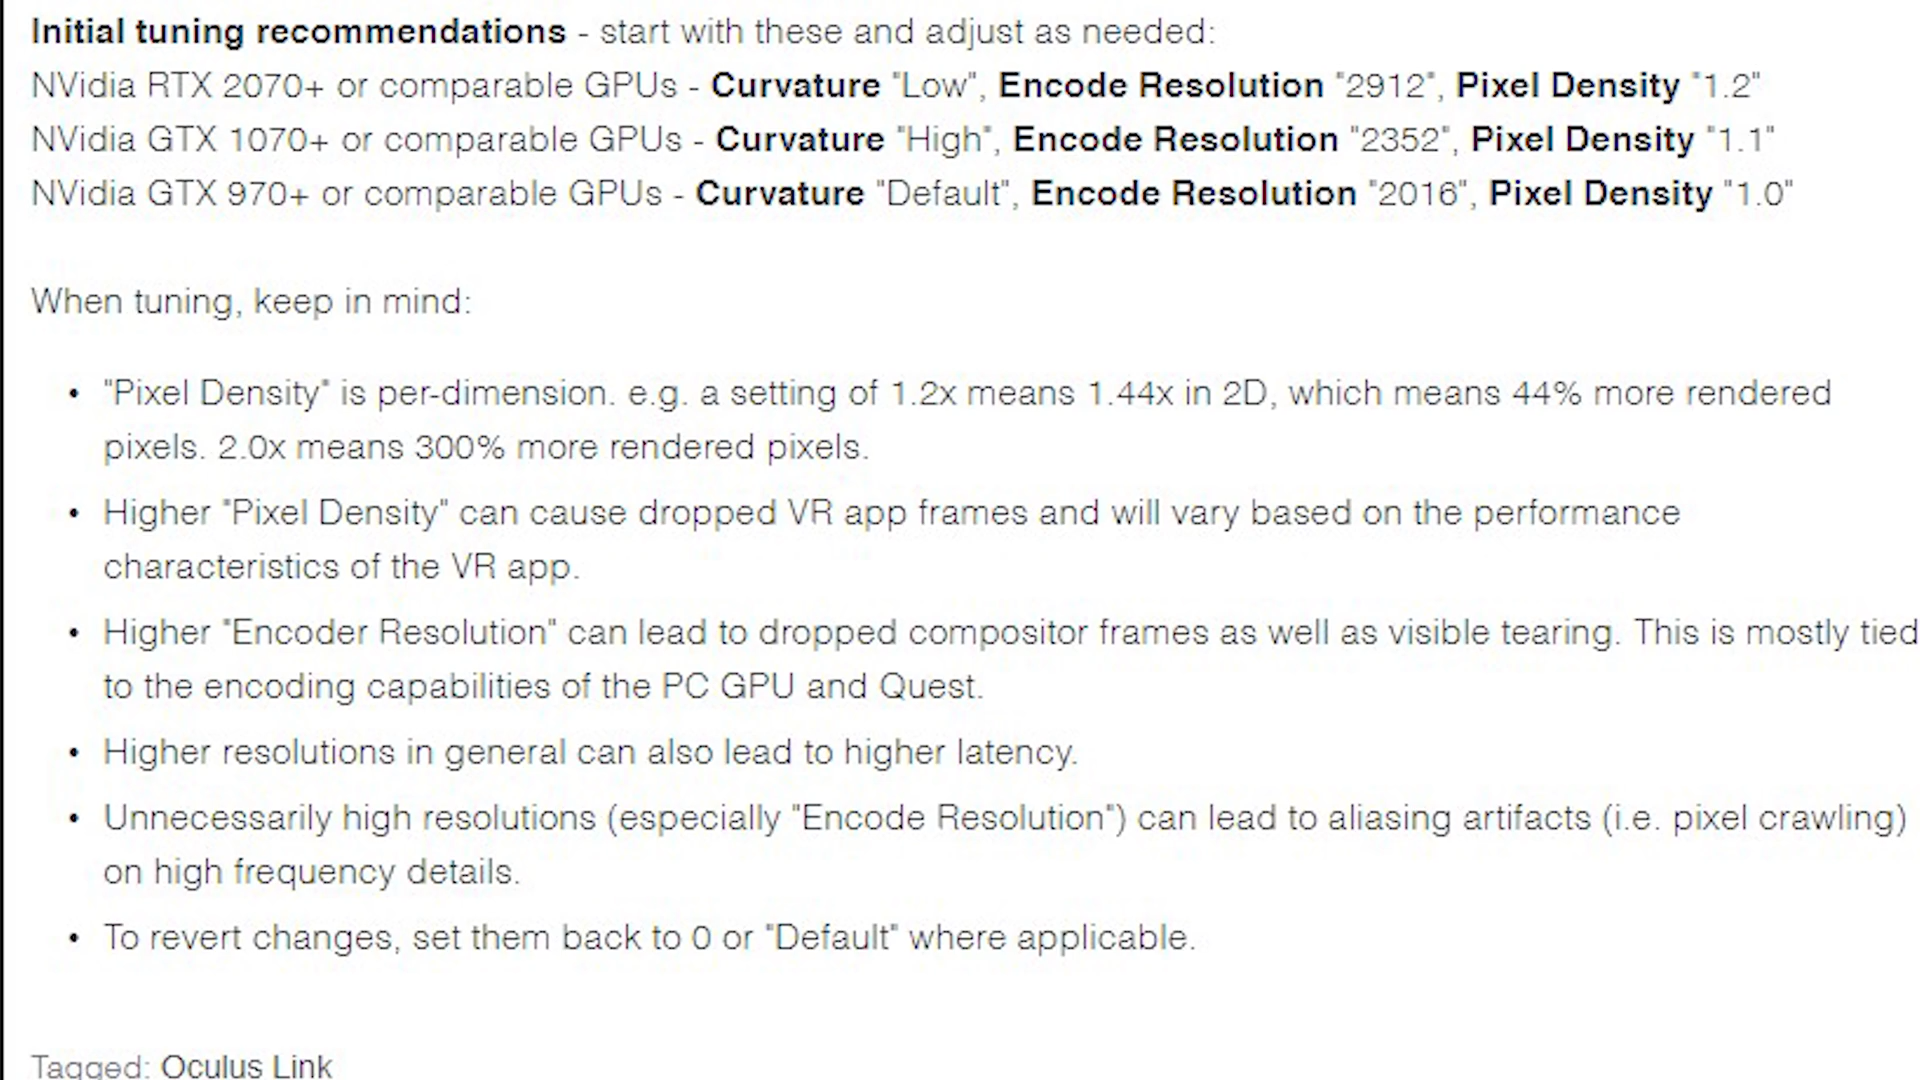 Initial tuning recommendations - start with these and adjust as needed:
NVidia RTX 2070+ or comparable GPUs - Curvature "Low", Encode Resolution "2912", Pixel Density "1.2"
NVidia GTX 1070+ or comparable GPUs - Curvature "High", Encode Resolution "2352", Pixel Density "1.1"
NVidia GTX 970+ or comparable GPUs - Curvature "Default", Encode Resolution "2016", Pixel Density "1.0"
When tuning, keep in mind:
• "Pixel Density" is per-dimension. e.g. a setting of 1.2x means 1.44x in 2D, which means 44% more rendered
pixels. 2.0x means 300% more rendered pixels.
• Higher "Pixel Density" can cause dropped VR app frames and will vary based on the performance
characteristics of the VR app.
• Higher "Encoder Resolution" can lead to dropped compositor frames as well as visible tearing. This is mostly tied
to the encoding capabilities of the PC GPU and Quest.
• Higher resolutions in general can also lead to higher latency.
• Unnecessarily high resolutions (especially "Encode Resolution") can lead to aliasing artifacts (i.e. pixel crawling)
on high frequency details.
• To revert changes, set them back to 0 or "Default" where applicable.
Tagged: Oculus Link